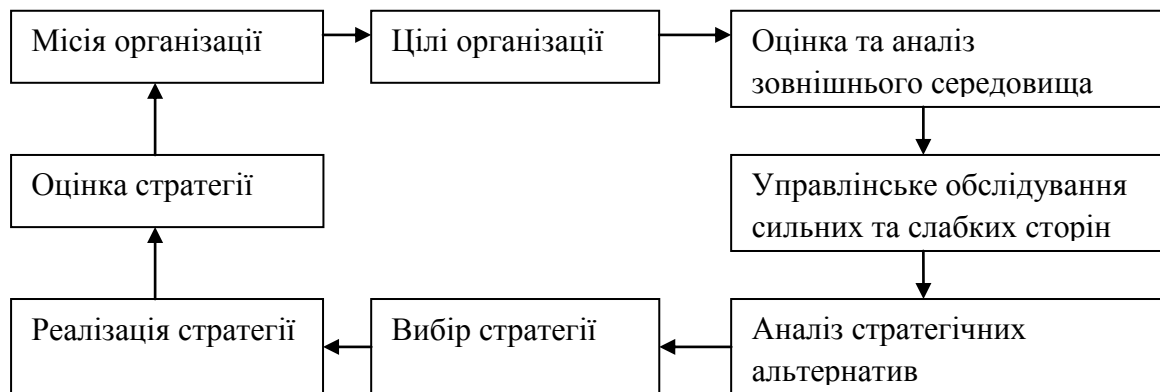 Місія організації
Цілі організації
Оцінка та аналіз
зовнішнього середовища
Оцінка стратегії
Управлінське обслідування
сильних та слабких сторін
Реалізація стратегії
Вибір стратегії
Аналіз стратегічних
альтернатив